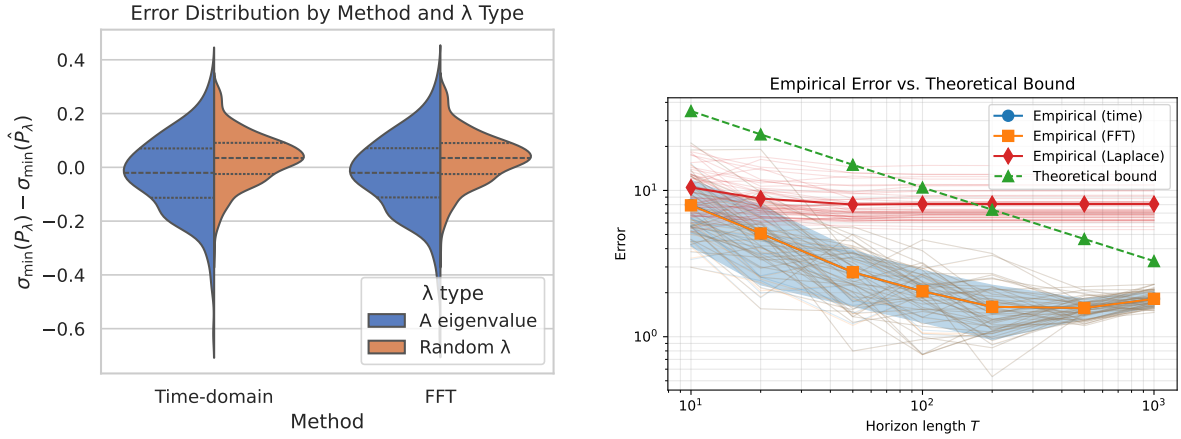 Error Distribution by Method and λ Type
σmin(Pλ) − σmin(P̂λ)
0.4
0.2
0.0
−0.2
−0.4
−0.6
λ type
A eigenvalue
Random λ
Time-domain
FFT
Method
Empirical Error vs. Theoretical Bound
Empirical (time)
Empirical (FFT)
Empirical (Laplace)
Theoretical bound
Error
10¹
10⁰
10¹
10²
10³
Horizon length T